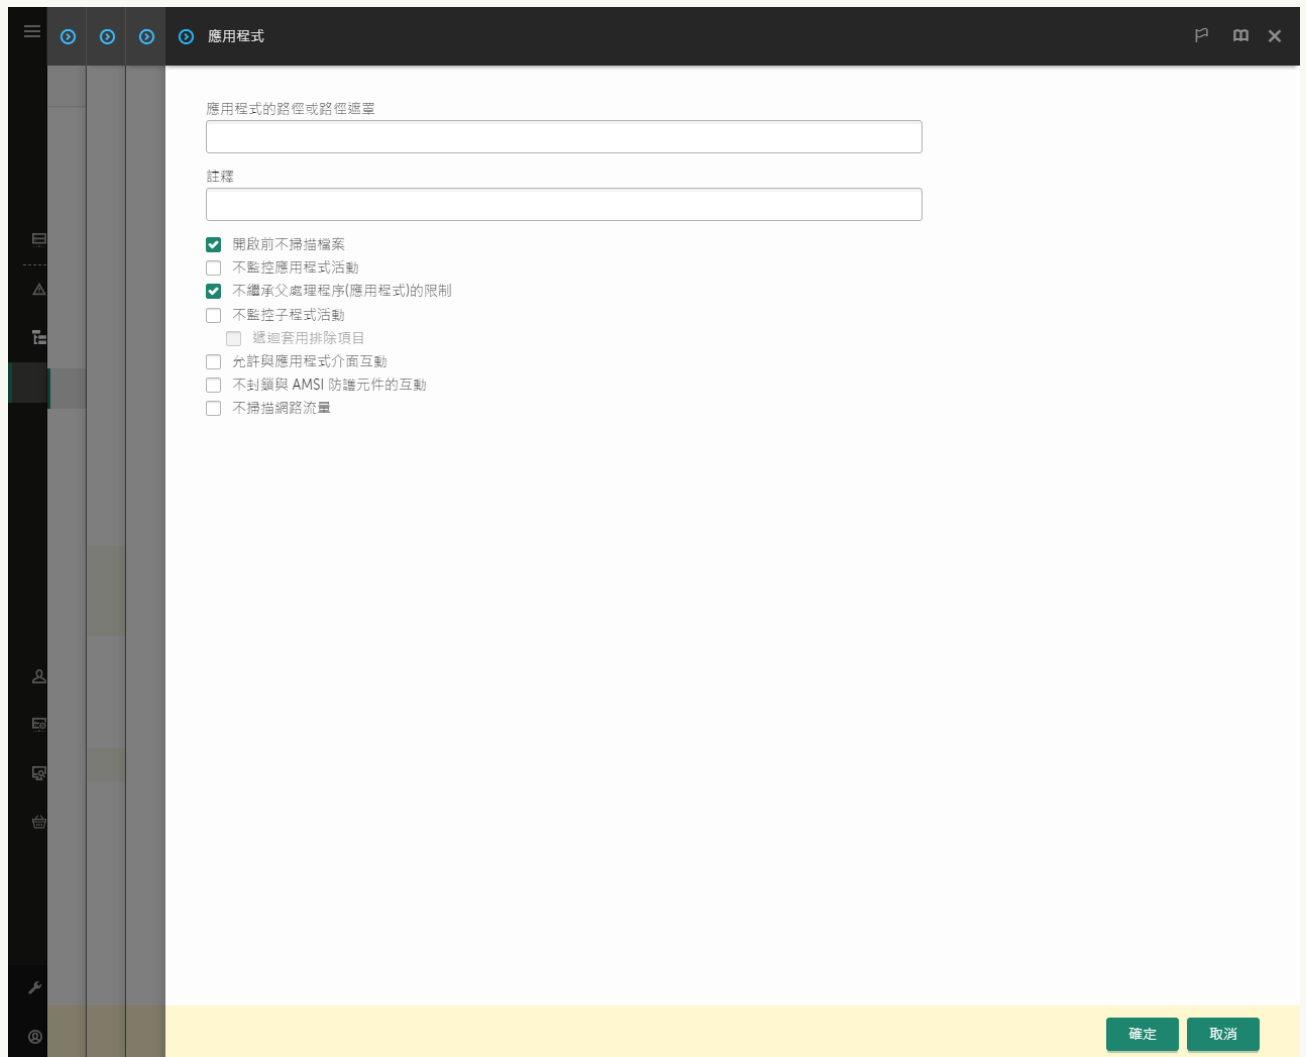 應用程式
應用程式的路徑或路徑遮罩
註釋
開啟前不掃描檔案
不監控應用程式活動
不繼承父處理程序(應用程式)的限制
不監控子程式活動
遞迴套用排除項目
允許與應用程式介面互動
不封鎖與 AMSI 防護元件的互動
不掃描網路流量
確定
取消